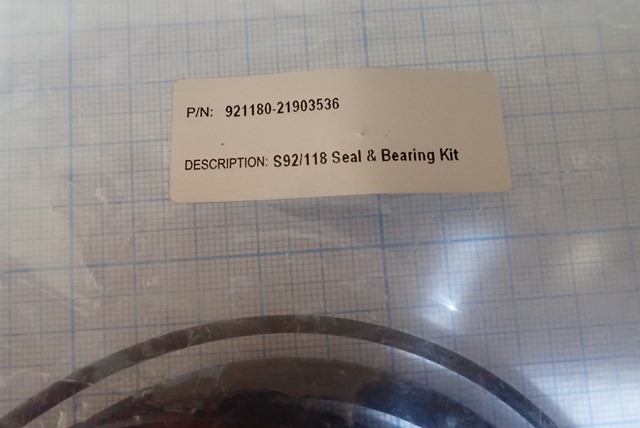 P/N: 921180-21903536
DESCRIPTION: S92/118 Seal & Bearing Kit